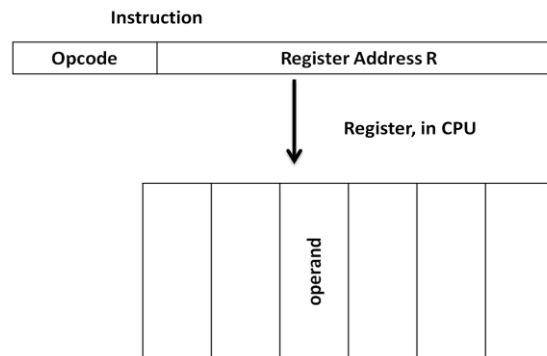 Instruction
Opcode Register Address R
Register, in CPU
operand